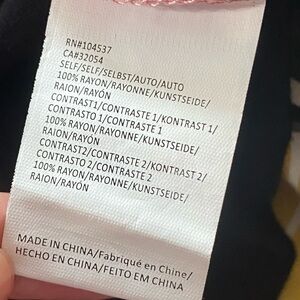 RN#104537
CA#32054
SELF/SELF/SELBST/AUTO/AUTO
100% RAYON/RAYONNE/KUNSTSEIDE/
RAION/RAYÓN
CONTRAST1/CONTRASTE 1/KONTRAST 1/
CONTRASTO 1/CONTRASTE 1
100% RAYON/RAYONNE/KUNSTSEIDE/
RAION/RAYÓN
CONTRAST2/CONTRASTE 2/KONTRAST 2/
CONTRASTO 2/CONTRASTE 2
100% RAYON/RAYONNE/KUNSTSEIDE/
RAION/RAYÓN
MADE IN CHINA/Fabriqué en Chine/
HECHO EN CHINA/FEITO EM CHINA